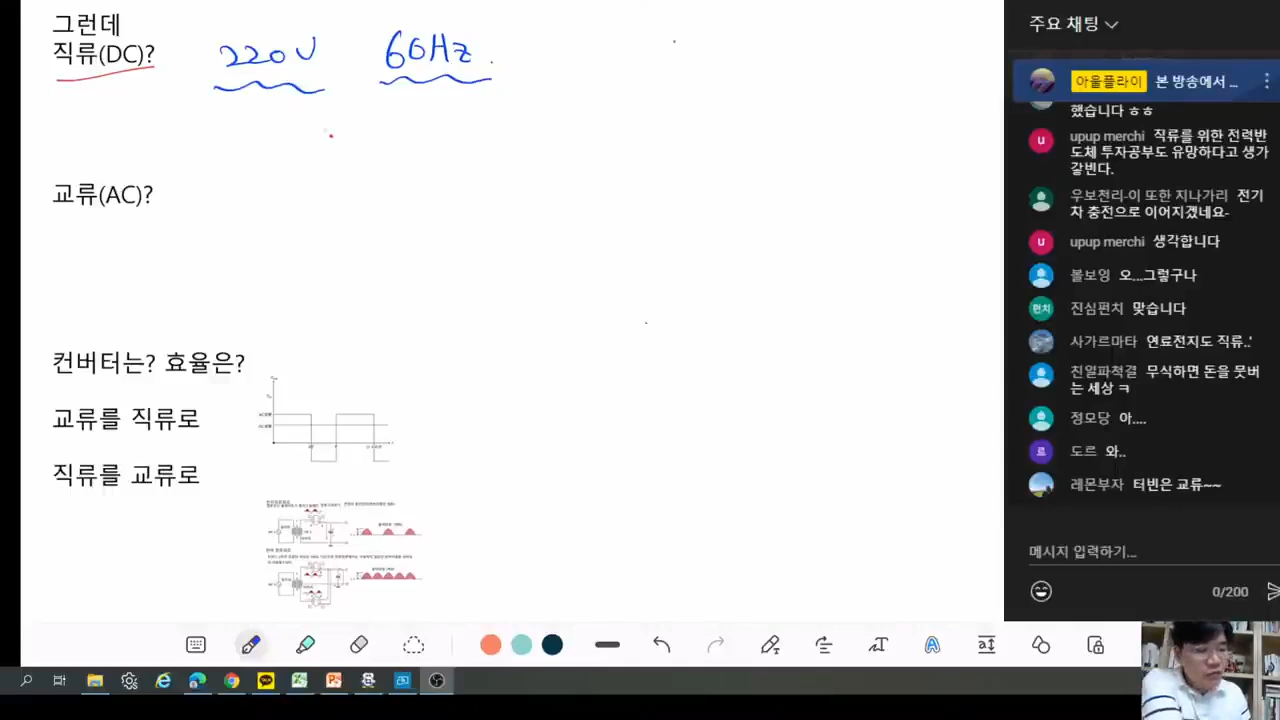 그런데
직류(DC)?
220V 60Hz
교류(AC)?
컨버터는? 효율은?
교류를 직류로
직류를 교류로
주요 채팅
아울플라이 본 방송에서 ...
했습니다 ㅎㅎ
upup merchi 직류를 위한 전력반
도체 투자공부도 유망하다고 생가
갛빈다.
우보천리-이 또한 지나가리 전기
차 충전으로 이어지겠네요-
upup merchi 생각합니다
볼보잉 오...그렇구나
펀치 진심펀치 맞습니다
사가르마타 연료전지도 직류..'
친일파척결 무식하면 돈을 뭇버
는 세상 ㅋ
정모당 아....
르 도르 와..
레몬부자 터빈은 교류~~
메시지 입력하기...
0/200